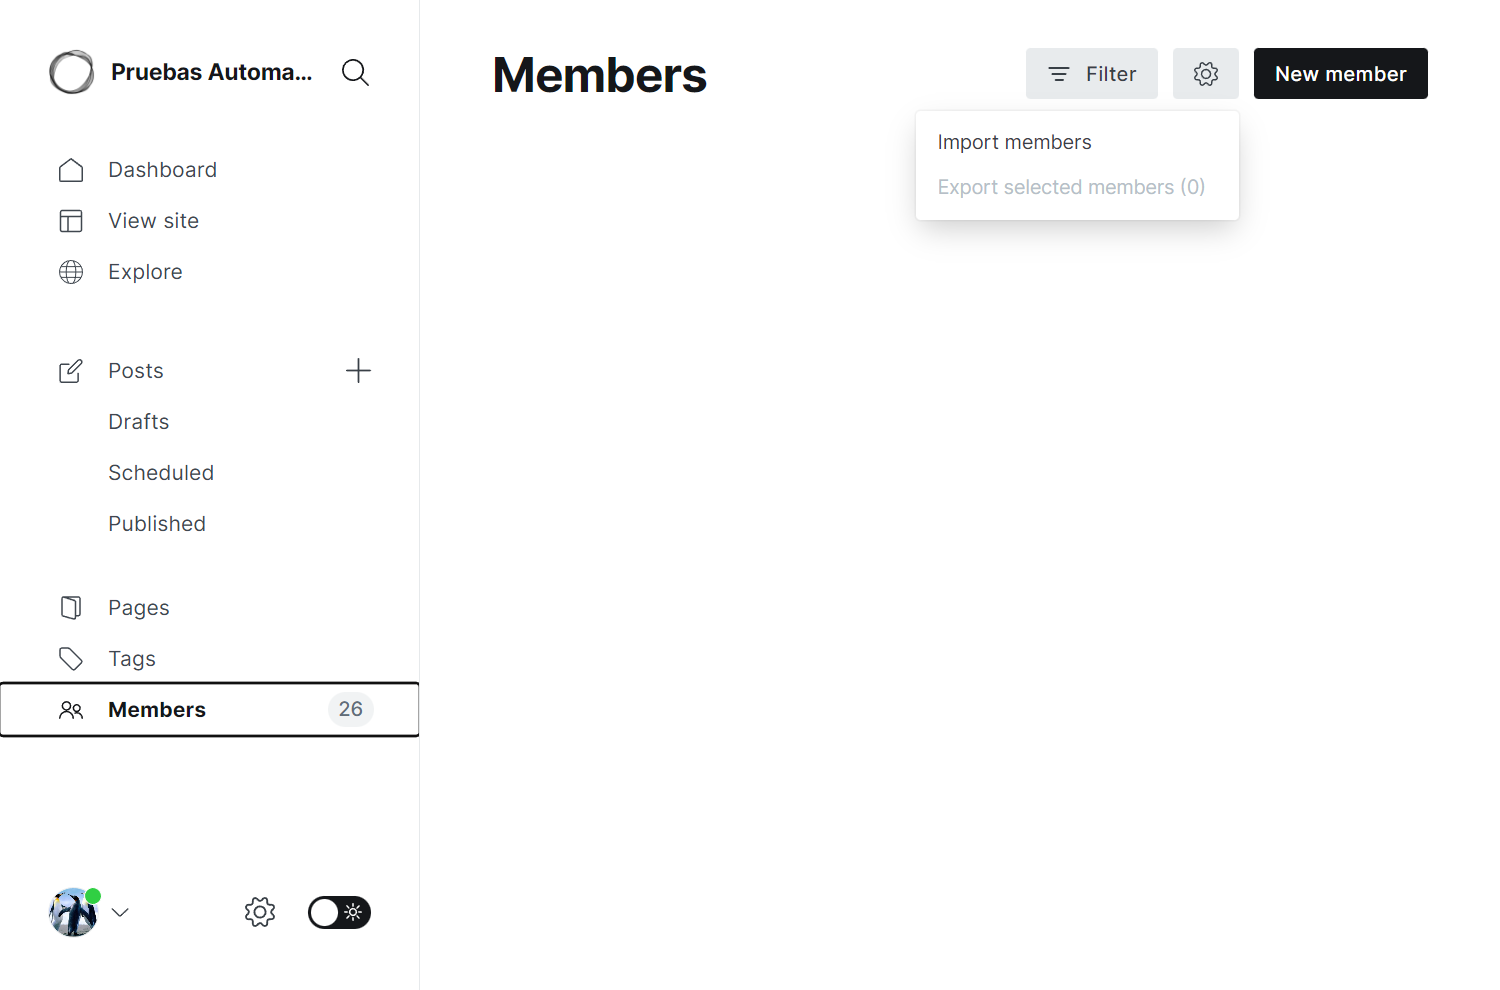 Pruebas Automa...
Dashboard
View site
Explore
Posts
Drafts
Scheduled
Published
Pages
Tags
Members
26
Members
Filter
New member
Import members
Export selected members (0)